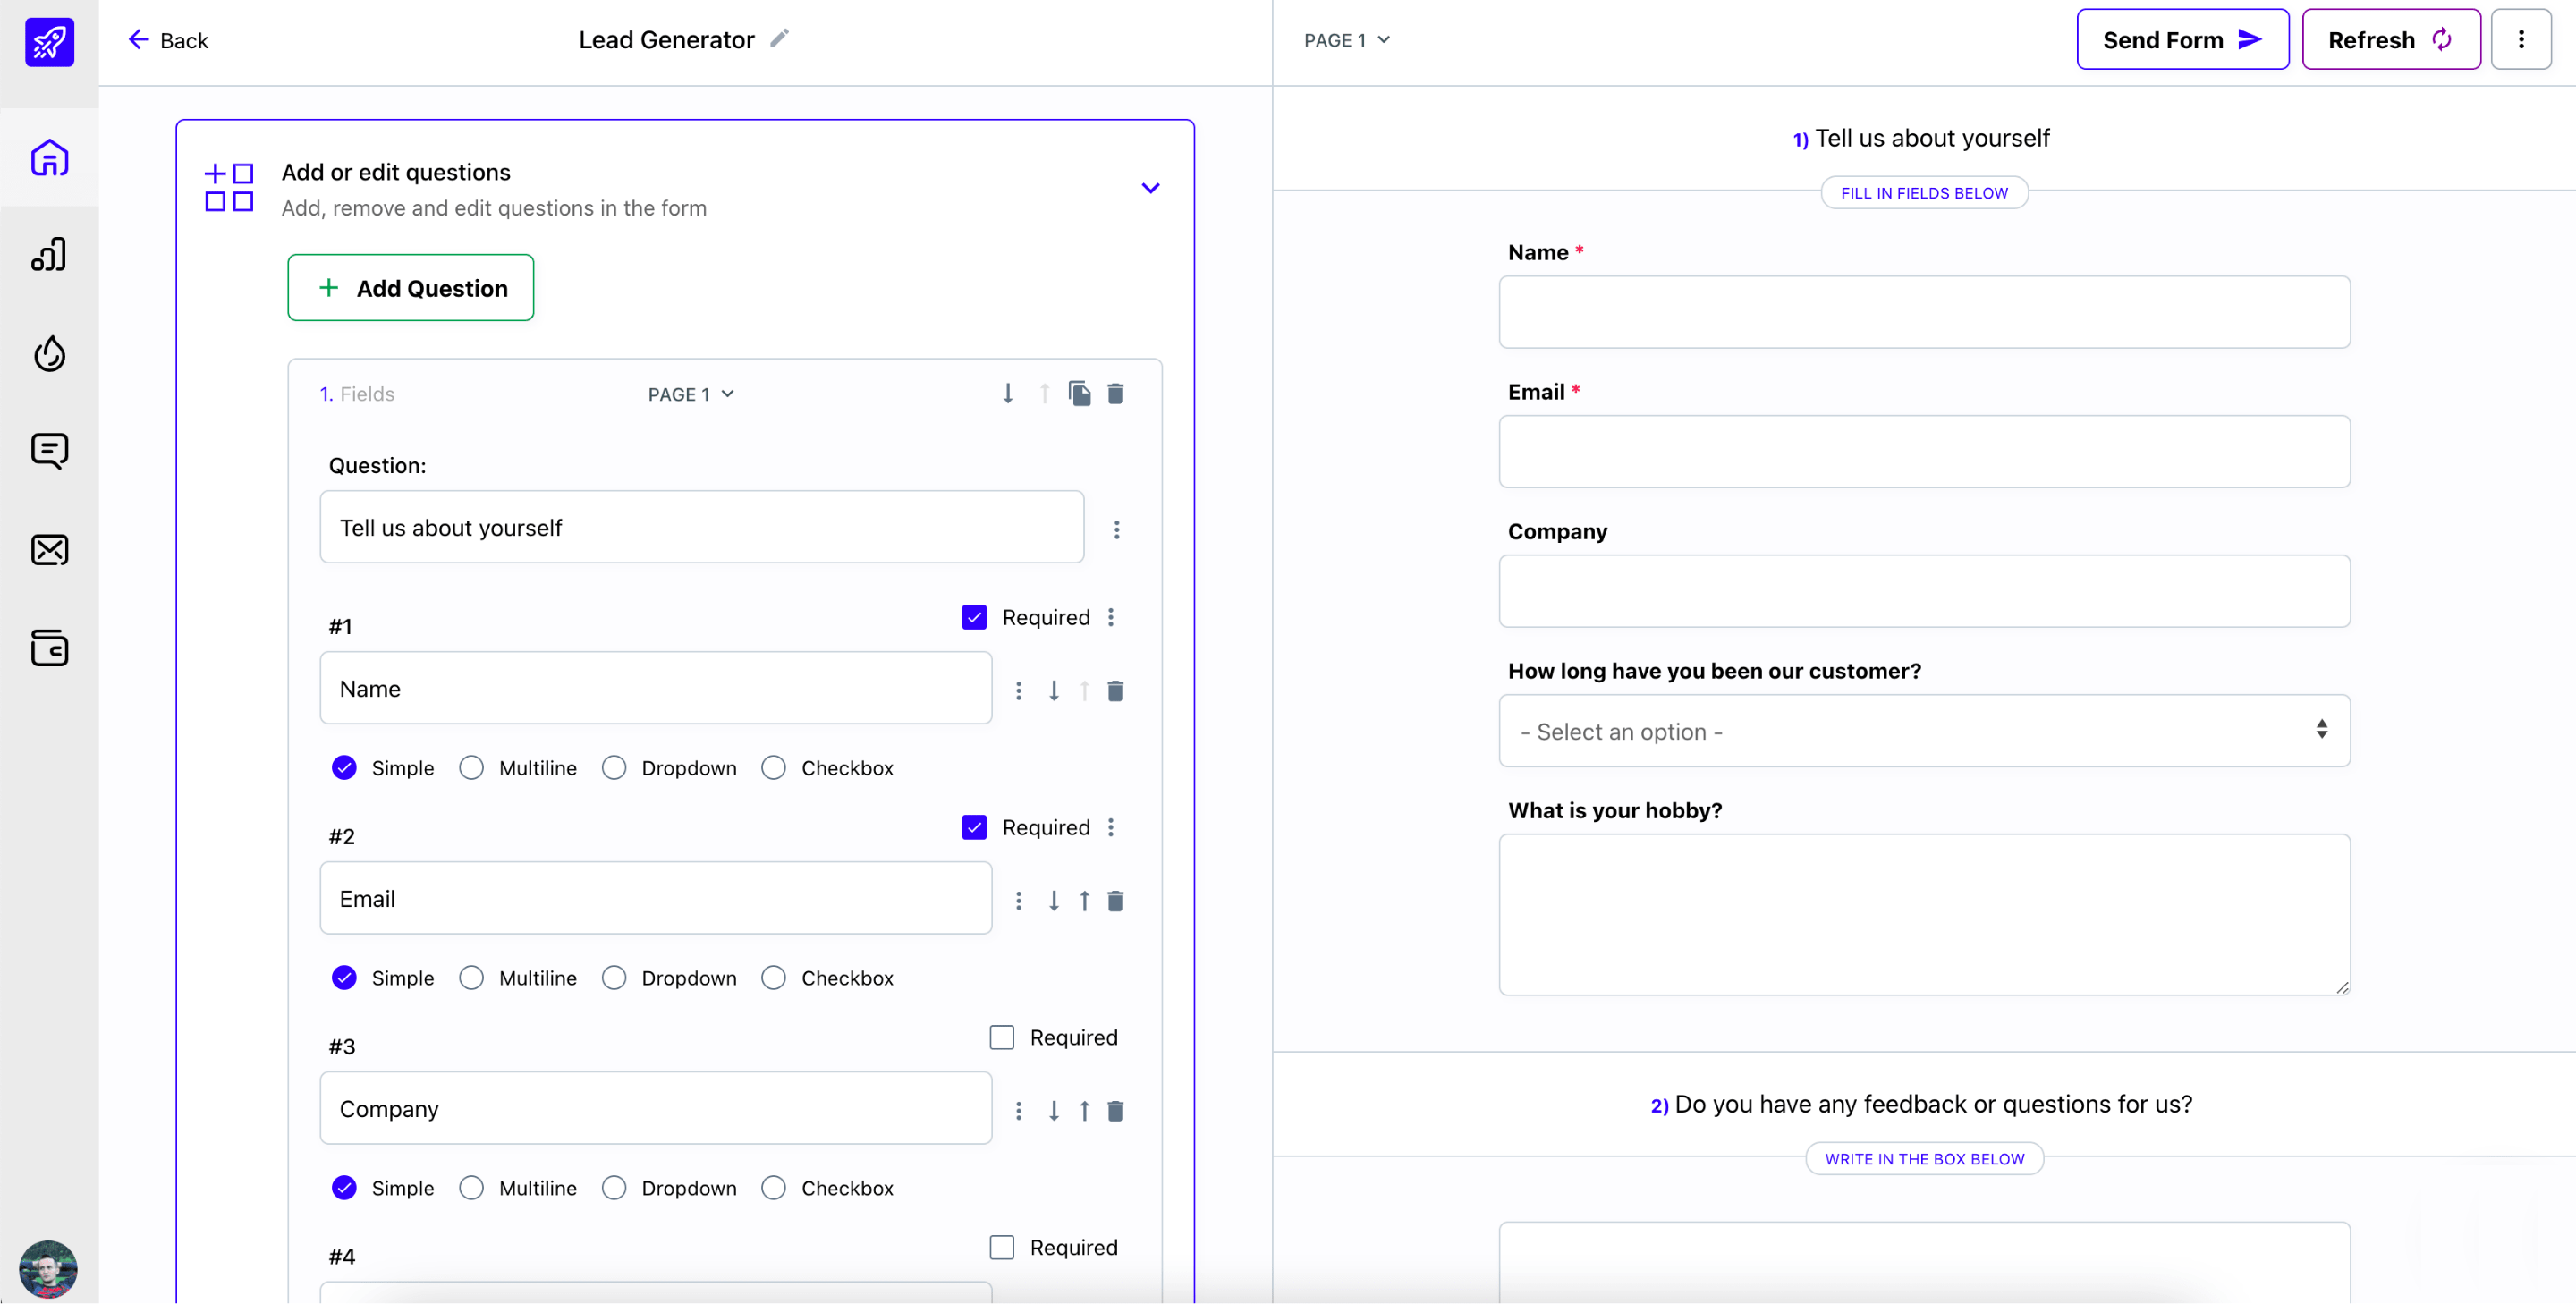 Back
Lead Generator
PAGE 1
Send Form
Refresh
Add or edit questions
Add, remove and edit questions in the form
Add Question
1. Fields
PAGE 1
Question:
Tell us about yourself
#1
Required
Name
Simple Multiline Dropdown Checkbox
#2
Required
Email
Simple Multiline Dropdown Checkbox
#3
Required
Company
Simple Multiline Dropdown Checkbox
#4
Required
1) Tell us about yourself
FILL IN FIELDS BELOW
Name *
Email *
Company
How long have you been our customer?
- Select an option -
What is your hobby?
2) Do you have any feedback or questions for us?
WRITE IN THE BOX BELOW